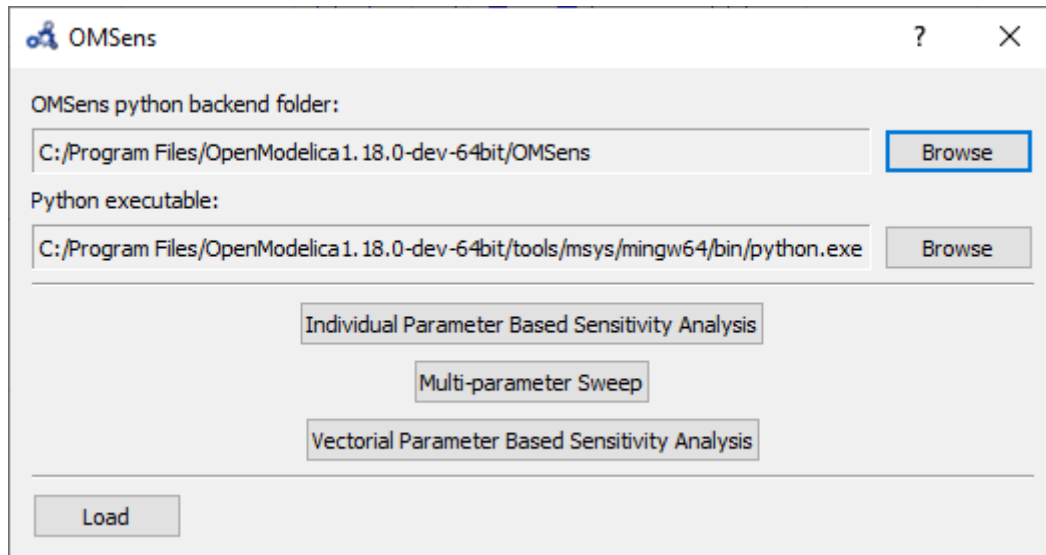 OMSens
OMSens python backend folder:
C:/Program Files/OpenModelica1.18.0-dev-64bit/OMSens Browse
Python executable:
C:/Program Files/OpenModelica1.18.0-dev-64bit/tools/msys/mingw64/bin/python.exe Browse
Individual Parameter Based Sensitivity Analysis
Multi-parameter Sweep
Vectorial Parameter Based Sensitivity Analysis
Load